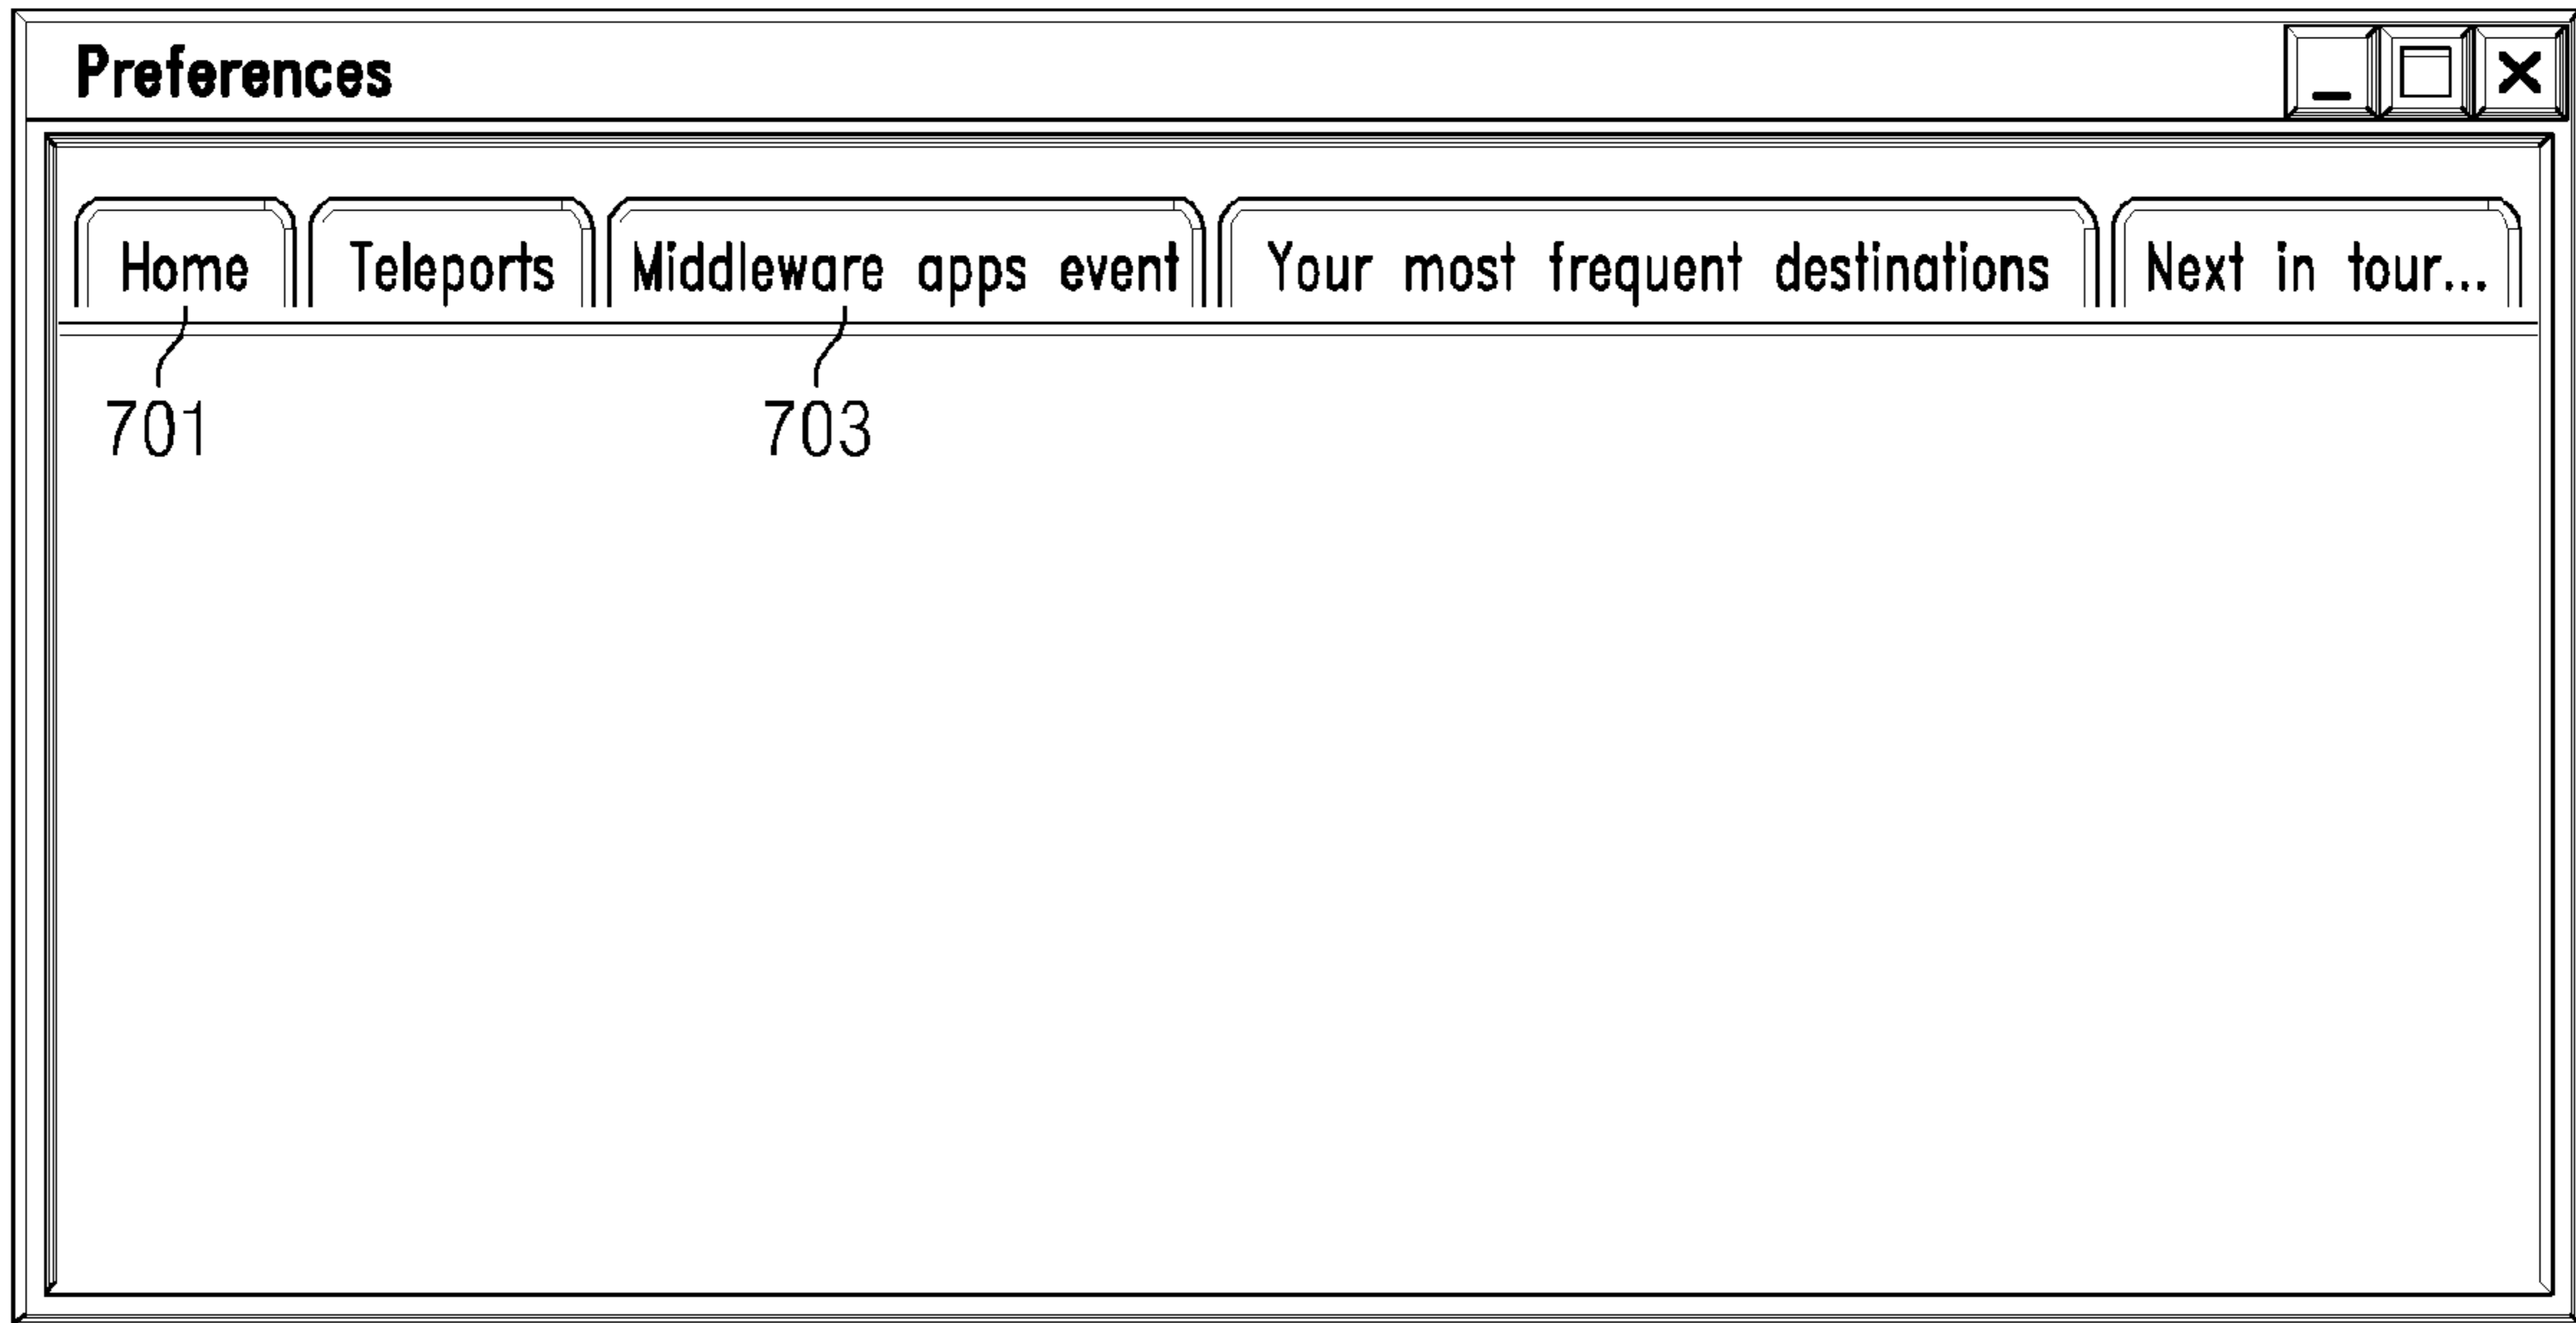 Preferences
Home Teleports Middleware apps event Your most frequent destinations Next in tour...
701 703